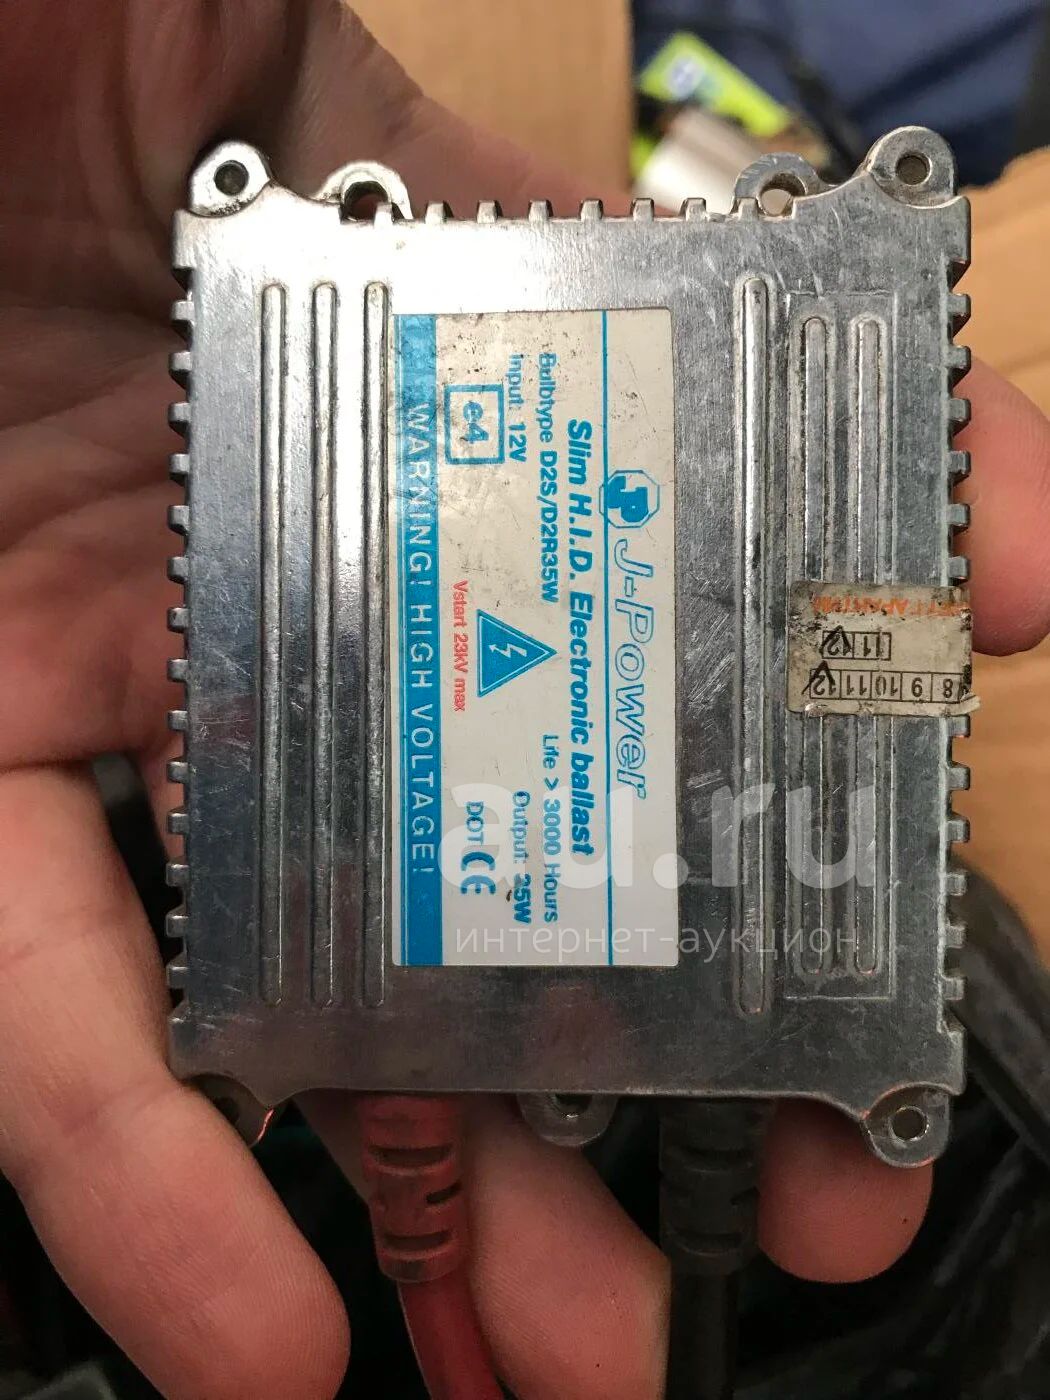 JP J-Power
Slim H.I.D. Electronic ballast
Bulbtype D2S/D2R35W Life > 3000 Hours
Input: 12V Output: 35W
e4
DOT CE
Vstart 23kV max
WARNING! HIGH VOLTAGE!
11 12
8 9 10 11 12
au.ru
интернет-аукцион